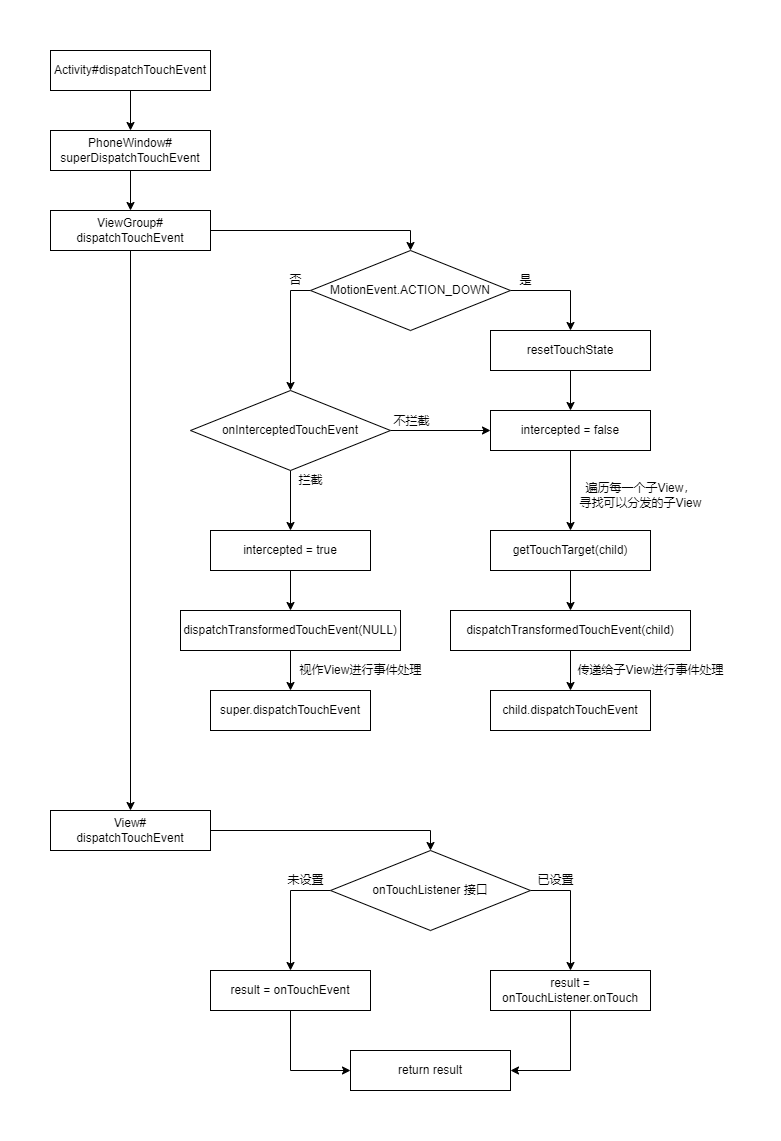 Activity#dispatchTouchEvent
PhoneWindow#
superDispatchTouchEvent
ViewGroup#
dispatchTouchEvent
否
MotionEvent.ACTION_DOWN
是
resetTouchState
onInterceptedTouchEvent
不拦截
intercepted = false
拦截
遍历每一个子View，
寻找可以分发的子View
intercepted = true
getTouchTarget(child)
dispatchTransformedTouchEvent(NULL)
dispatchTransformedTouchEvent(child)
视作View进行事件处理
传递给子View进行事件处理
super.dispatchTouchEvent
child.dispatchTouchEvent
View#
dispatchTouchEvent
未设置
onTouchListener 接口
已设置
result = onTouchEvent
result =
onTouchListener.onTouch
return result